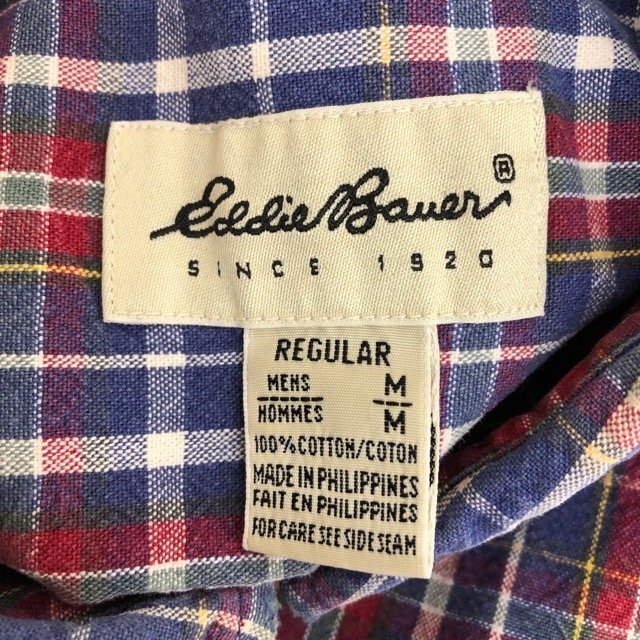 Eddie Bauer®
SINCE 1920
REGULAR
MENS M
HOMMES M
100% COTTON/COTON
MADE IN PHILIPPINES
FAIT EN PHILIPPINES
FOR CARE SEE SIDE SEAM